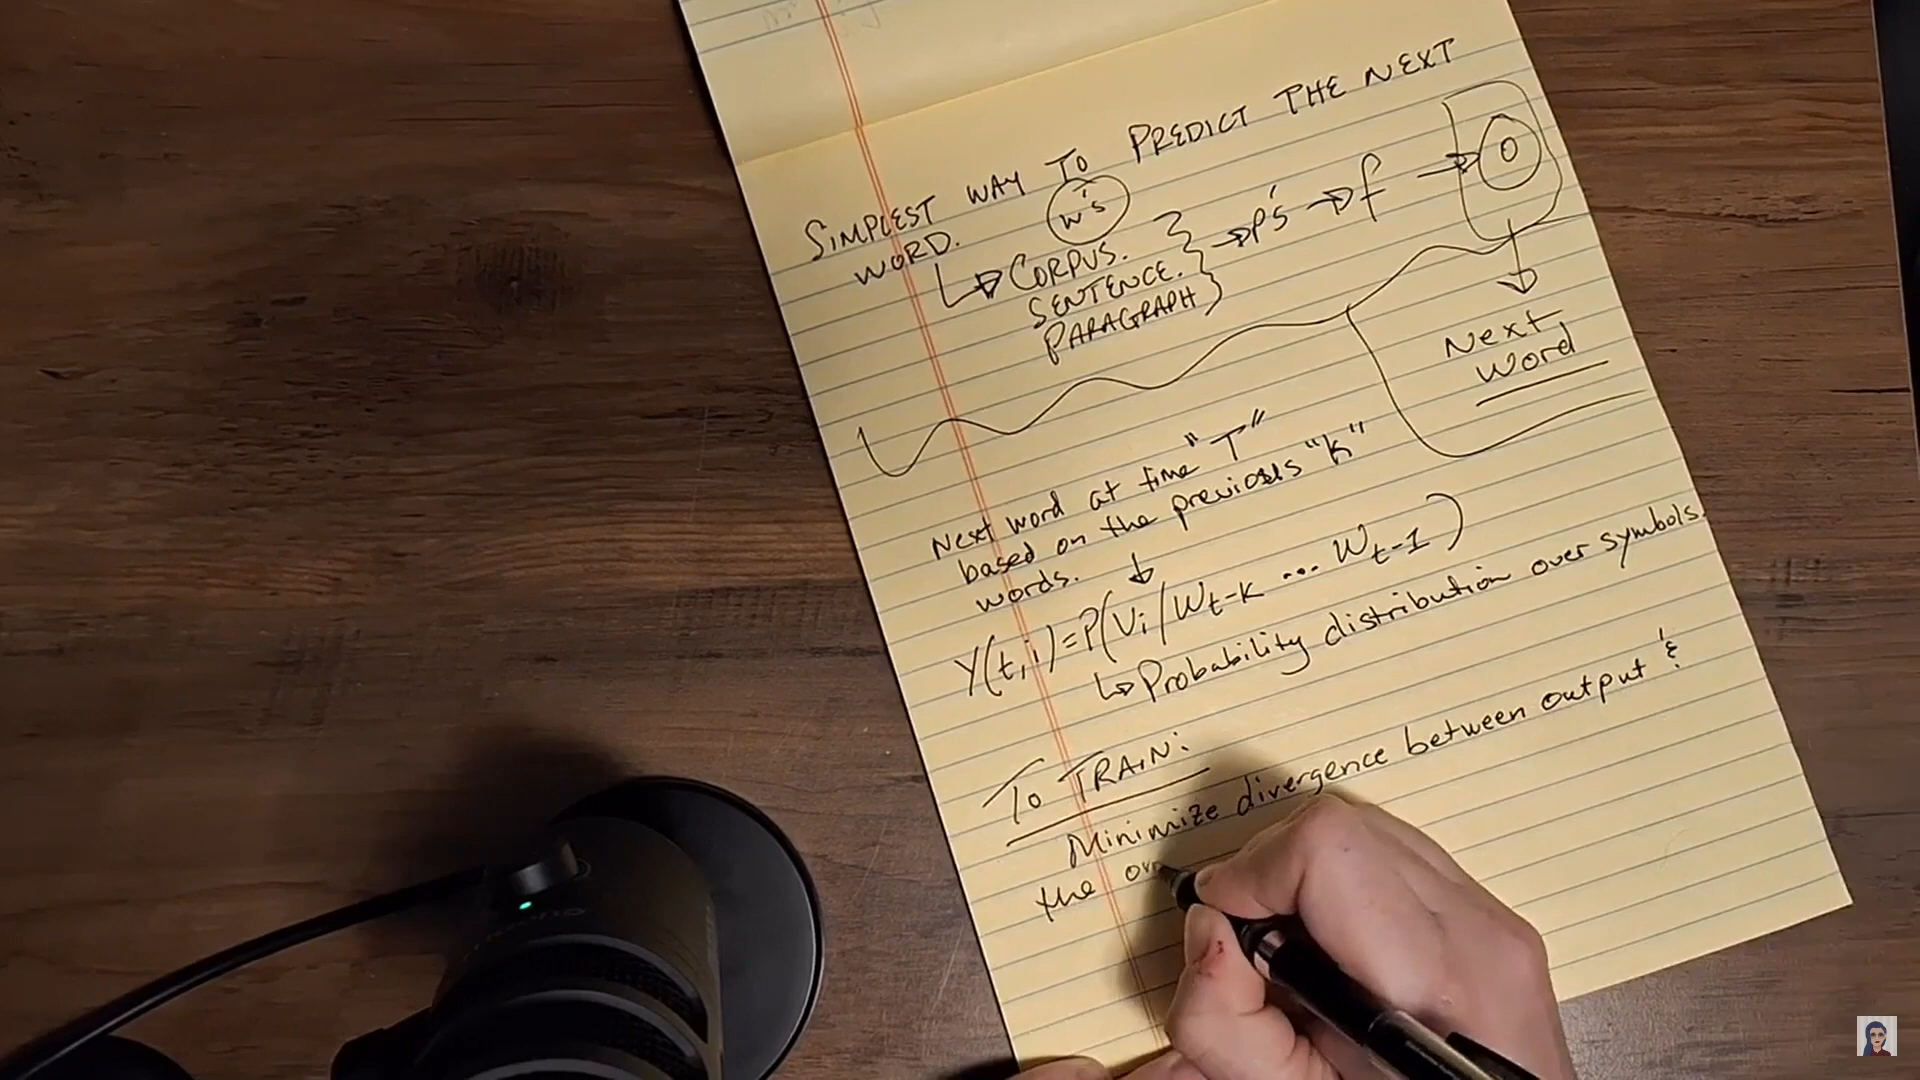 SIMPLEST WAY TO PREDICT THE NEXT
WORD.
w's
CORPUS.
SENTENCE.
PARAGRAPH
p's
f
O
Next
Word
Next word at time "T"
based on the previous "k"
words.
Y(t,i)=P(Vi/Wt-k ... Wt-1)
Probability distribution over symbols.
TO TRAIN:
Minimize divergence between output &
the